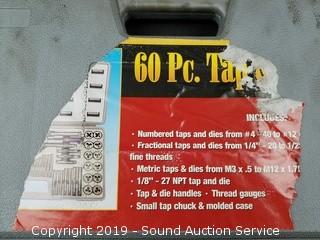 60 Pc. Tap
INCLUDES:
• Numbered taps and dies from #4 - 40 to #12
• Fractional taps and dies from 1/4" - 20 to 1/2
fine threads
• Metric taps & dies from M3 x .5 to M12 x 1.75
• 1/8" - 27 NPT tap and die
• Tap & die handles • Thread gauges
• Small tap chuck & molded case
Copyright 2019 - Sound Auction Service